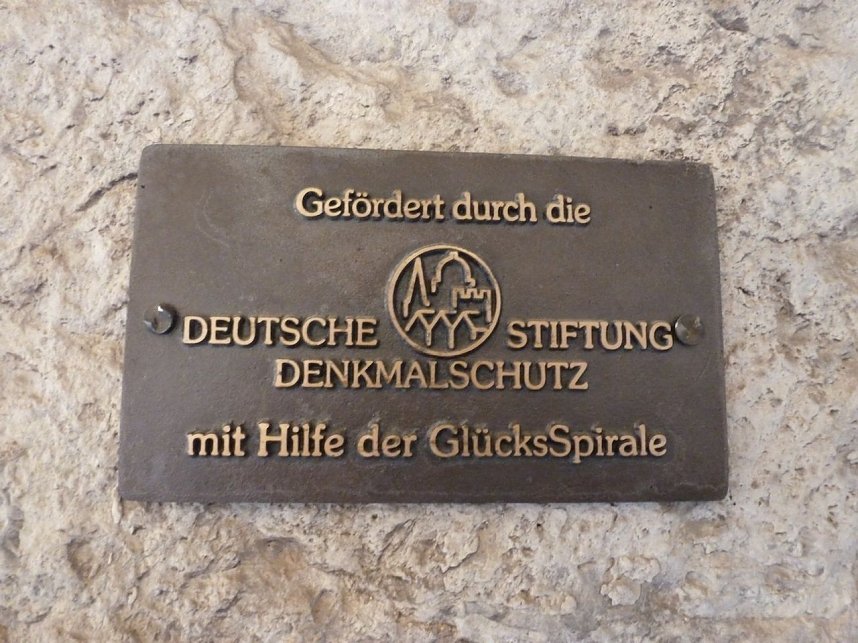 Gefördert durch die
DEUTSCHE STIFTUNG
DENKMALSCHUTZ
mit Hilfe der GlücksSpirale